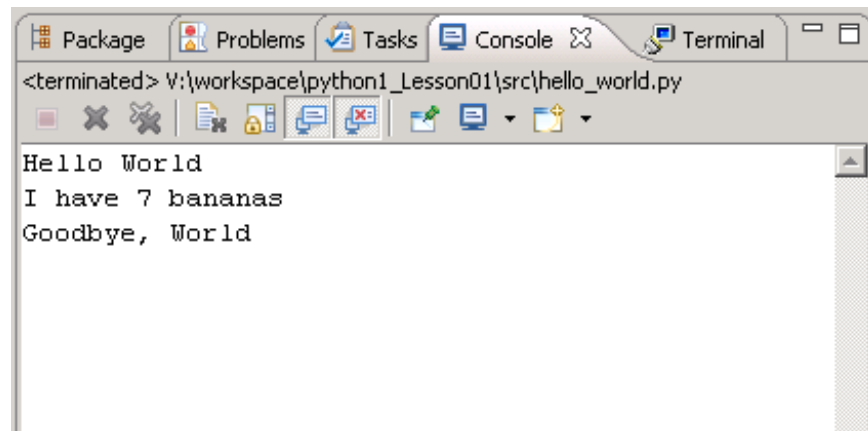 Package Problems Tasks Console Terminal
<terminated> V:\workspace\python1_Lesson01\src\hello_world.py
Hello World
I have 7 bananas
Goodbye, World